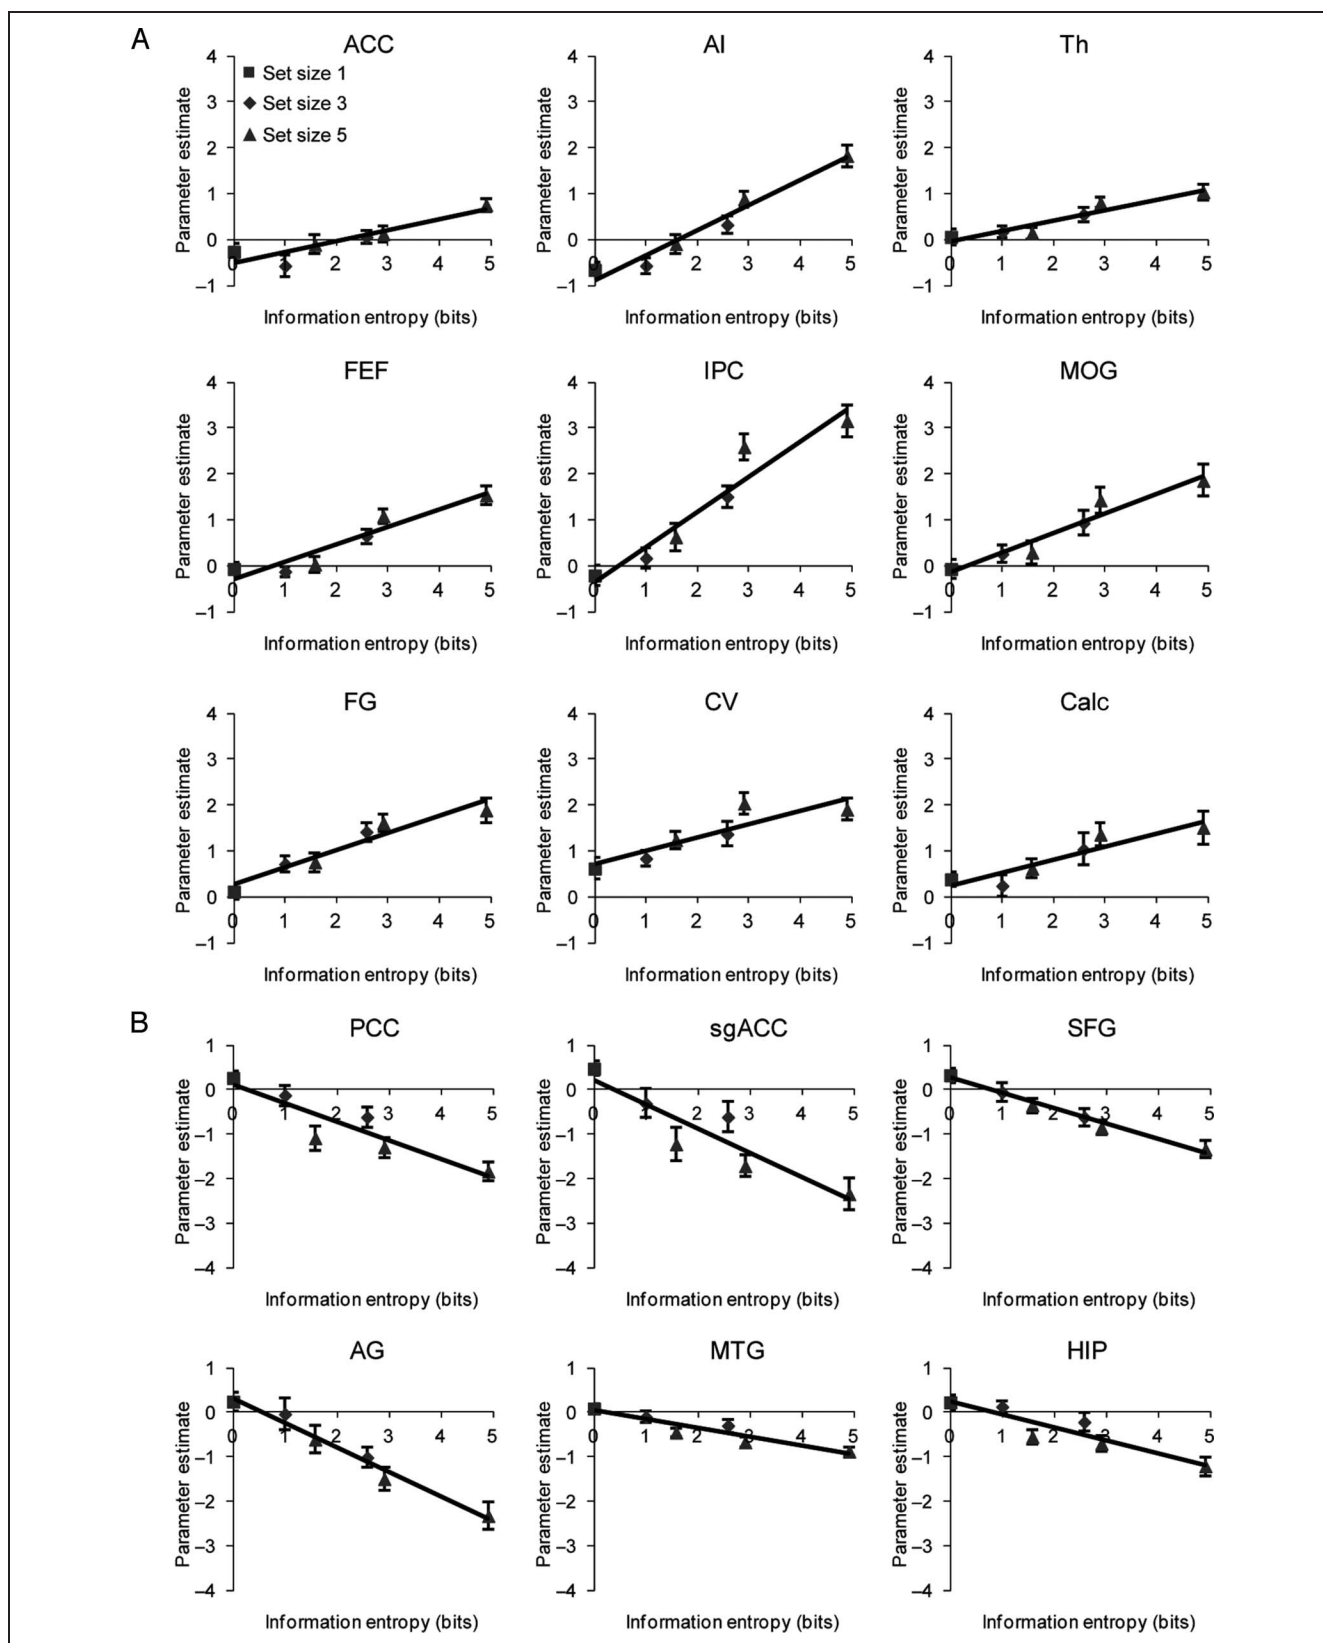 A
ACC AI Th
4 4 4
■ Set size 1
3 3 3
◆ Set size 3
2 2 2
▲ Set size 5
1 1 1
0 0 0
0 1 2 3 4 5 0 1 2 3 4 5 0 1 2 3 4 5
–1 –1 –1
Parameter estimate Parameter estimate Parameter estimate
Information entropy (bits) Information entropy (bits) Information entropy (bits)
FEF IPC MOG
4 4 4
3 3 3
2 2 2
1 1 1
0 0 0
0 1 2 3 4 5 0 1 2 3 4 5 0 1 2 3 4 5
–1 –1 –1
Parameter estimate Parameter estimate Parameter estimate
Information entropy (bits) Information entropy (bits) Information entropy (bits)
FG CV Calc
4 4 4
3 3 3
2 2 2
1 1 1
0 0 0
0 1 2 3 4 5 0 1 2 3 4 5 0 1 2 3 4 5
–1 –1 –1
Parameter estimate Parameter estimate Parameter estimate
Information entropy (bits) Information entropy (bits) Information entropy (bits)
B
PCC sgACC SFG
1 1 1
0 0 0
0 1 2 3 4 5 0 1 2 3 4 5 0 1 2 3 4 5
–1 –1 –1
–2 –2 –2
–3 –3 –3
–4 –4 –4
Parameter estimate Parameter estimate Parameter estimate
Information entropy (bits) Information entropy (bits) Information entropy (bits)
AG MTG HIP
1 1 1
0 0 0
0 1 2 3 4 5 0 1 2 3 4 5 0 1 2 3 4 5
–1 –1 –1
–2 –2 –2
–3 –3 –3
–4 –4 –4
Parameter estimate Parameter estimate Parameter estimate
Information entropy (bits) Information entropy (bits) Information entropy (bits)